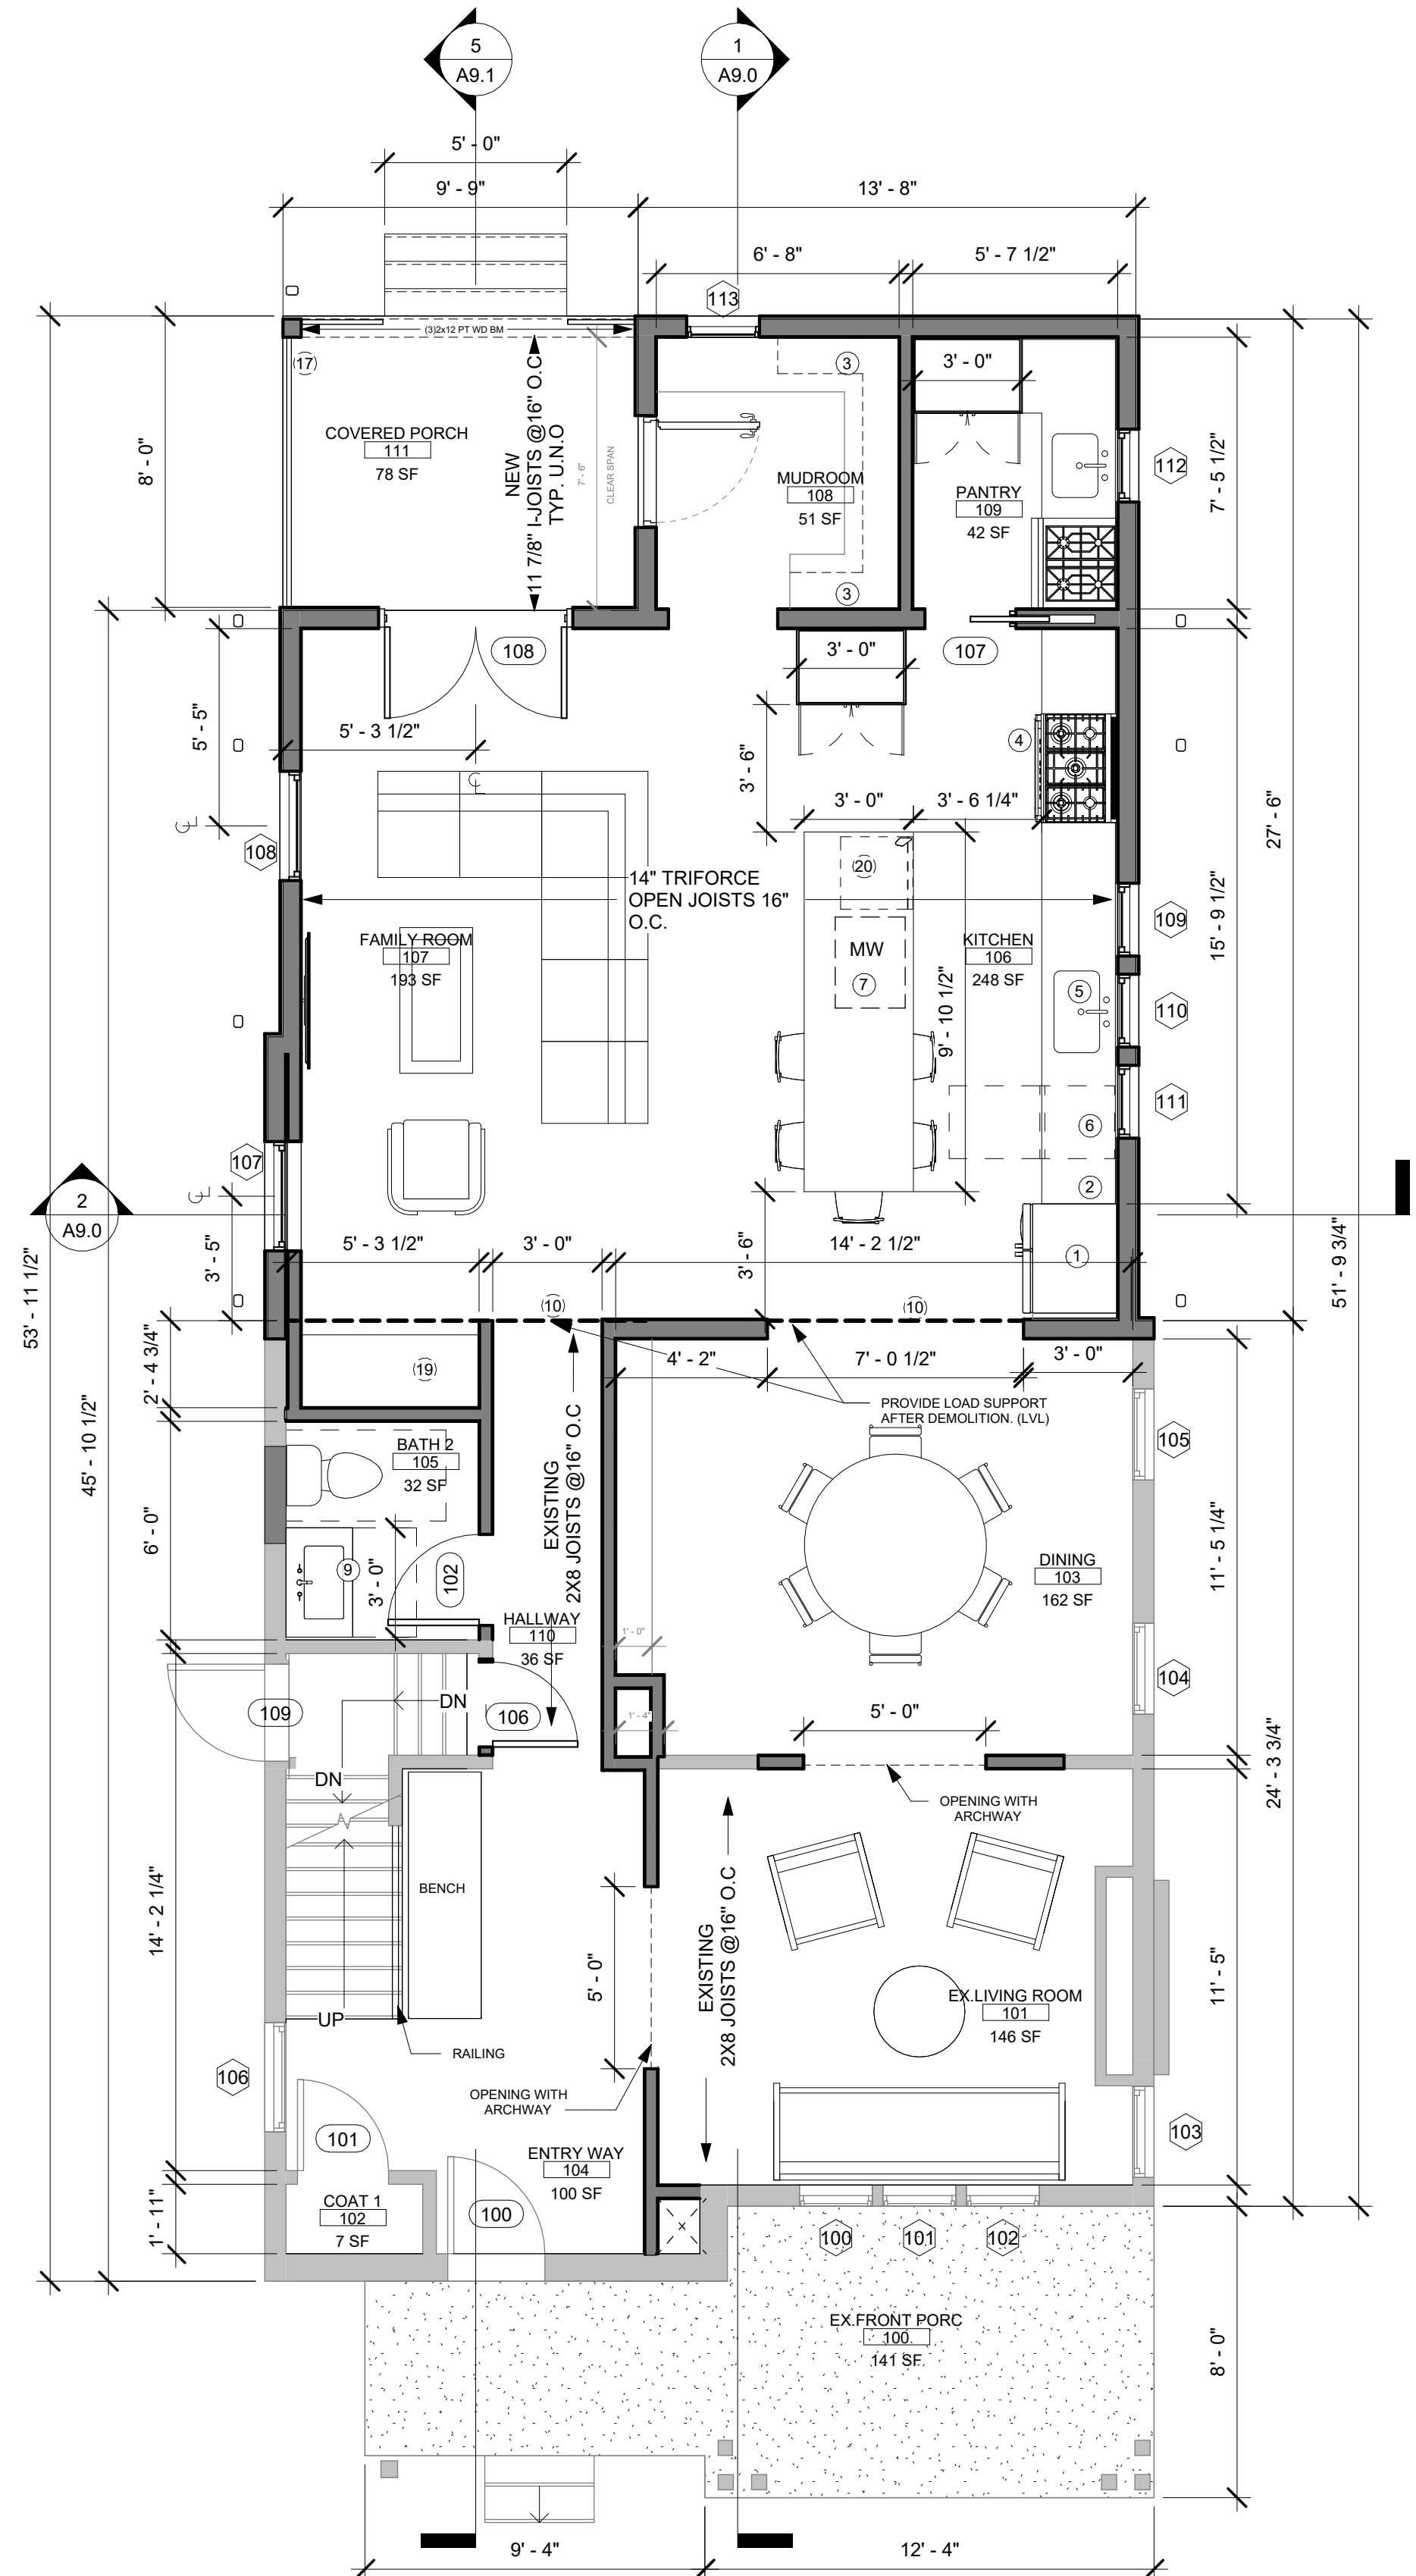 5
A9.1
1
A9.0
5' - 0"
9' - 9"
13' - 8"
6' - 8"
5' - 7 1/2"
113
(3)2x12 PT WD BM
17
3
3' - 0"
COVERED PORCH
111
78 SF
NEW
11 7/8" I-JOISTS @16" O.C
TYP. U.N.O
7' - 6"
CLEAR SPAN
MUDROOM
108
51 SF
PANTRY
109
42 SF
112
8' - 0"
7' - 5 1/2"
3
108
3' - 0"
107
5' - 5"
5' - 3 1/2"
CL
4
3' - 6"
3' - 0"
3' - 6 1/4"
27' - 6"
CL
108
20
14" TRIFORCE
OPEN JOISTS 16"
O.C.
109
FAMILY ROOM
107
193 SF
MW
7
KITCHEN
106
248 SF
15' - 9 1/2"
5
110
9' - 10 1/2"
111
6
107
CL
2
2
A9.0
3' - 5"
5' - 3 1/2"
3' - 0"
3' - 6"
14' - 2 1/2"
1
53' - 11 1/2"
51' - 9 3/4"
10
10
2' - 4 3/4"
19
4' - 2"
7' - 0 1/2"
3' - 0"
PROVIDE LOAD SUPPORT
AFTER DEMOLITION. (LVL)
45' - 10 1/2"
BATH 2
105
32 SF
EXISTING
2X8 JOISTS @16" O.C
105
6' - 0"
9
3' - 0"
102
11' - 5 1/4"
DINING
103
162 SF
HALLWAY
110
36 SF
1' - 0"
104
DN
109
106
1' - 4"
5' - 0"
24' - 3 3/4"
DN
OPENING WITH
ARCHWAY
BENCH
14' - 2 1/4"
5' - 0"
EXISTING
2X8 JOISTS @16" O.C
11' - 5"
EX.LIVING ROOM
101
146 SF
UP
RAILING
106
OPENING WITH
ARCHWAY
101
103
ENTRY WAY
104
100 SF
1' - 11"
COAT 1
102
7 SF
100
100
101
102
EX.FRONT PORC
100
141 SF
8' - 0"
9' - 4"
12' - 4"